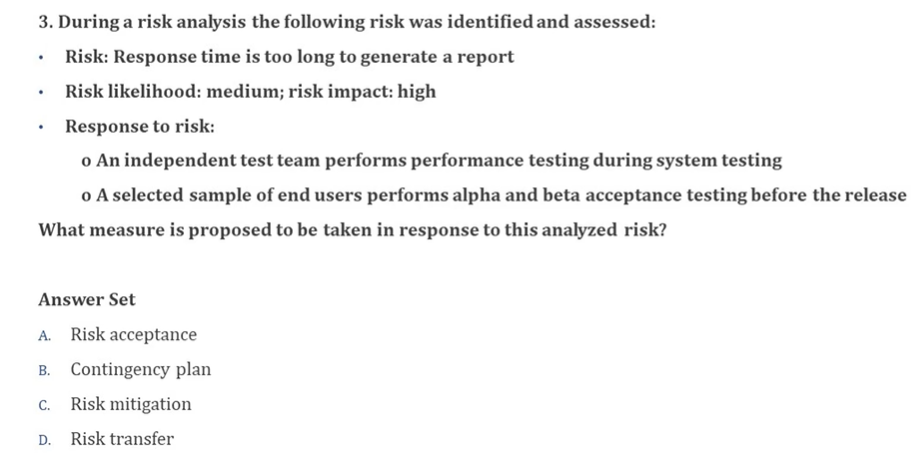 3. During a risk analysis the following risk was identified and assessed:
• Risk: Response time is too long to generate a report
• Risk likelihood: medium; risk impact: high
• Response to risk:
o An independent test team performs performance testing during system testing
o A selected sample of end users performs alpha and beta acceptance testing before the release
What measure is proposed to be taken in response to this analyzed risk?
Answer Set
A. Risk acceptance
B. Contingency plan
C. Risk mitigation
D. Risk transfer